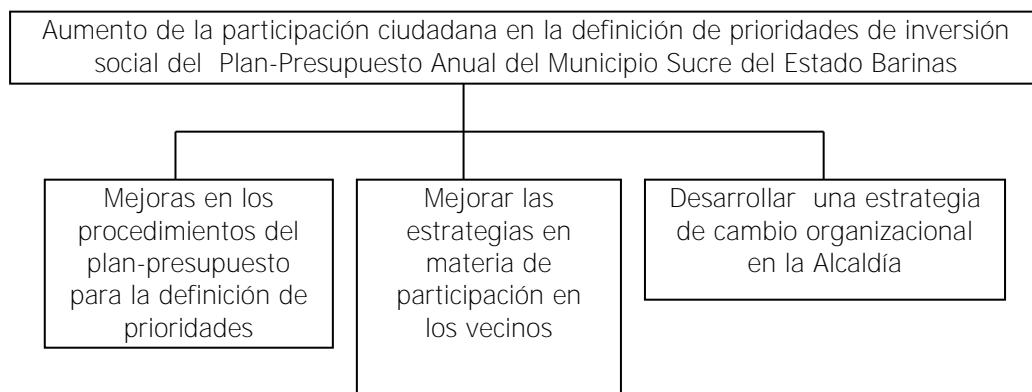 Aumento de la participación ciudadana en la definición de prioridades de inversión
social del Plan-Presupuesto Anual del Municipio Sucre del Estado Barinas
Mejoras en los
procedimientos del
plan-presupuesto
para la definición de
prioridades
Mejorar las
estrategias en
materia de
participación en
los vecinos
Desarrollar una estrategia
de cambio organizacional
en la Alcaldía